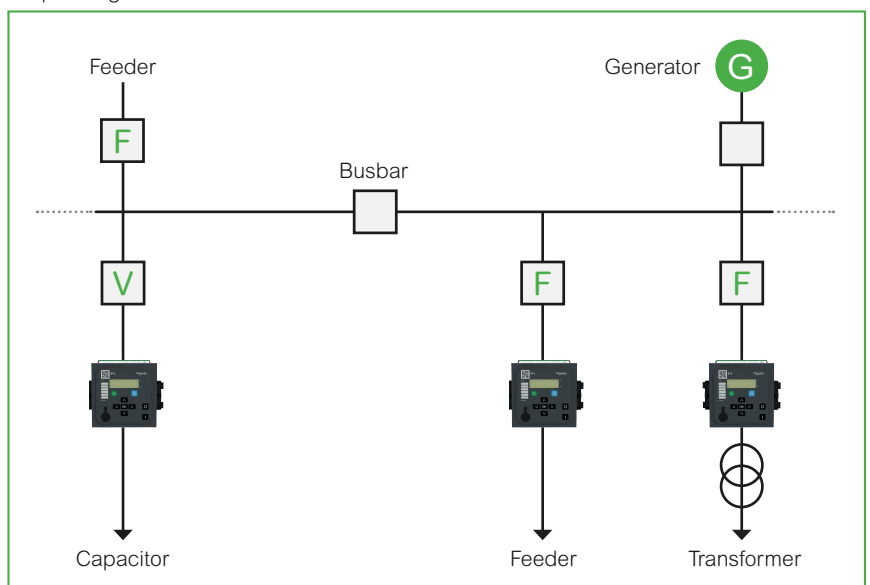 Feeder
Generator
G
F
Busbar
V
F
F
Capacitor
Feeder
Transformer